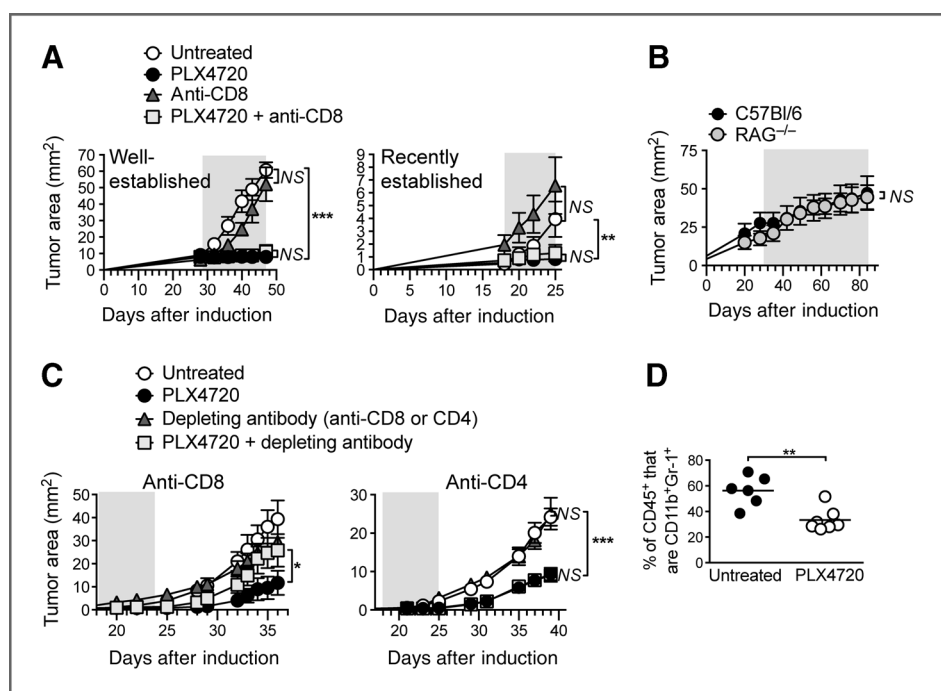 A
Untreated
PLX4720
Anti-CD8
PLX4720 + anti-CD8
Tumor area (mm²)
70
60
50
40
30
20
10
0
Well-
established
NS
***
NS
0 10 20 30 40 50
Days after induction
Tumor area (mm²)
9
8
7
6
5
4
3
2
1
0
Recently
established
NS
**
NS
0 5 10 15 20 25
Days after induction
B
C57Bl/6
RAG⁻/⁻
Tumor area (mm²)
75
50
25
0
NS
0 20 40 60 80
Days after induction
C
Untreated
PLX4720
Depleting antibody (anti-CD8 or CD4)
PLX4720 + depleting antibody
Anti-CD8
Tumor area (mm²)
50
40
30
20
10
0
*
20 25 30 35
Days after induction
Anti-CD4
30
20
10
0
NS
***
NS
20 25 30 35 40
Days after induction
D
% of CD45⁺ that
are CD11b⁺Gr-1⁺
80
60
40
20
0
**
Untreated PLX4720